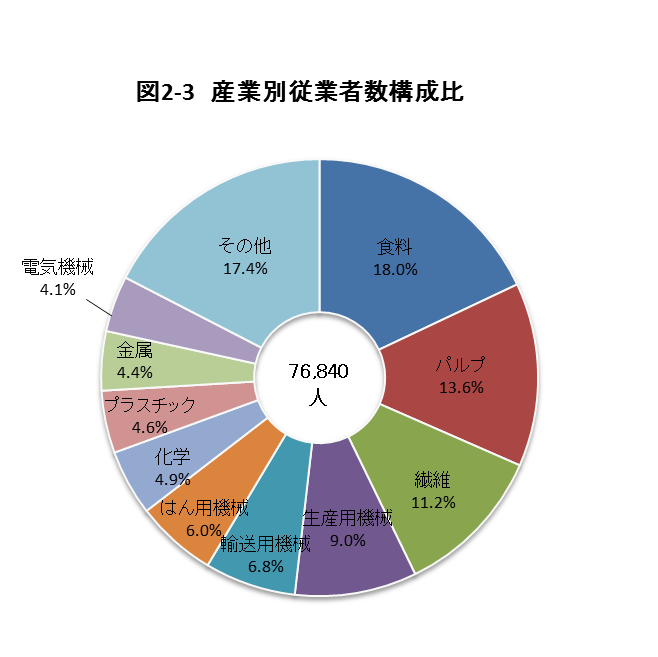 図2-3 産業別従業者数構成比
食料
18.0%
パルプ
13.6%
繊維
11.2%
生産用機械
9.0%
輸送用機械
6.8%
はん用機械
6.0%
化学
4.9%
プラスチック
4.6%
金属
4.4%
電気機械
4.1%
その他
17.4%
76,840
人